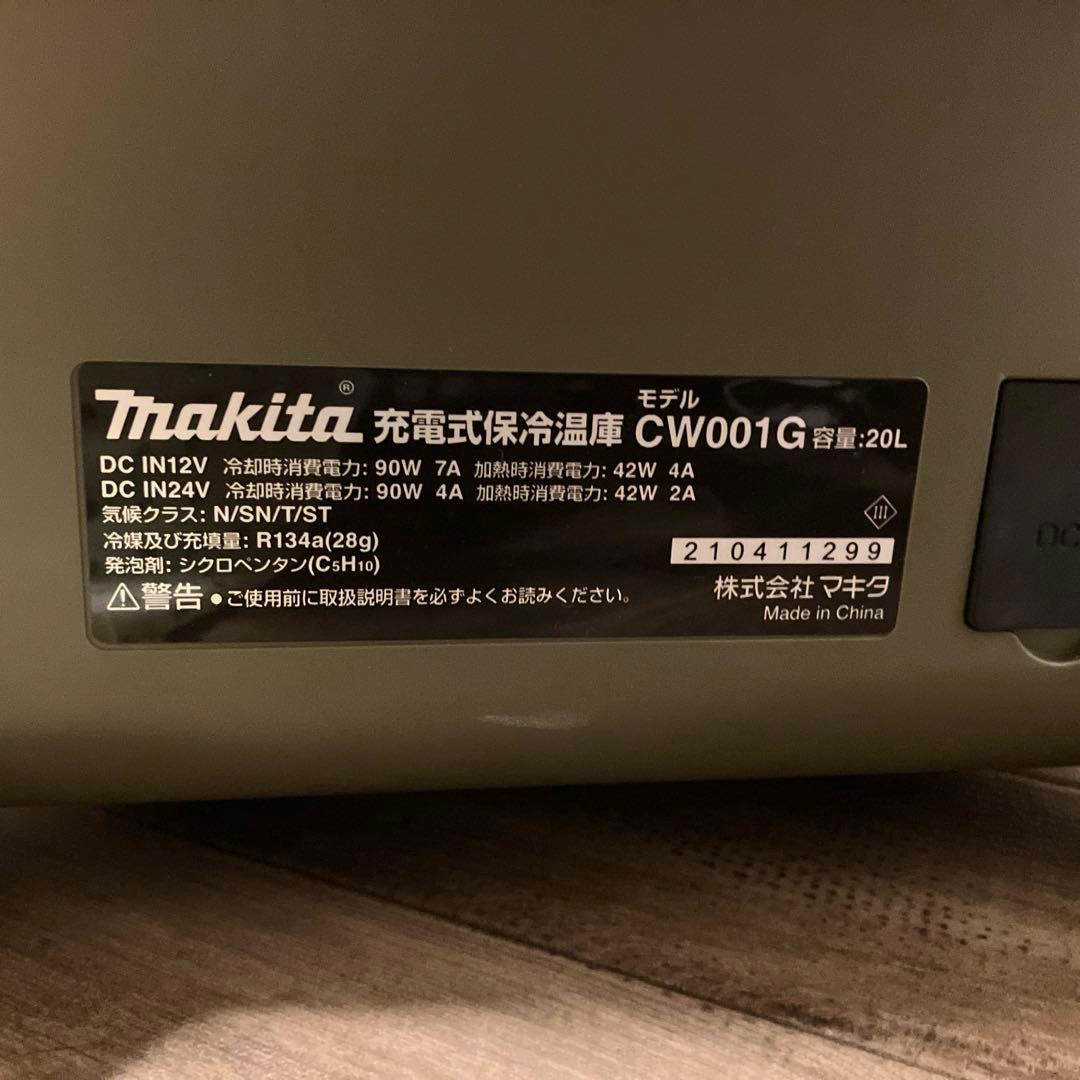 makita® 充電式保冷温庫 モデル CW001G 容量:20L
DC IN12V 冷却時消費電力: 90W 7A 加熱時消費電力: 42W 4A
DC IN24V 冷却時消費電力: 90W 4A 加熱時消費電力: 42W 2A
気候クラス: N/SN/T/ST
III
冷媒及び充填量: R134a(28g)
210411299
発泡剤: シクロペンタン(C₅H₁₀)
株式会社 マキタ
⚠警告 ●ご使用前に取扱説明書を必ずよくお読みください。
Made in China
DC